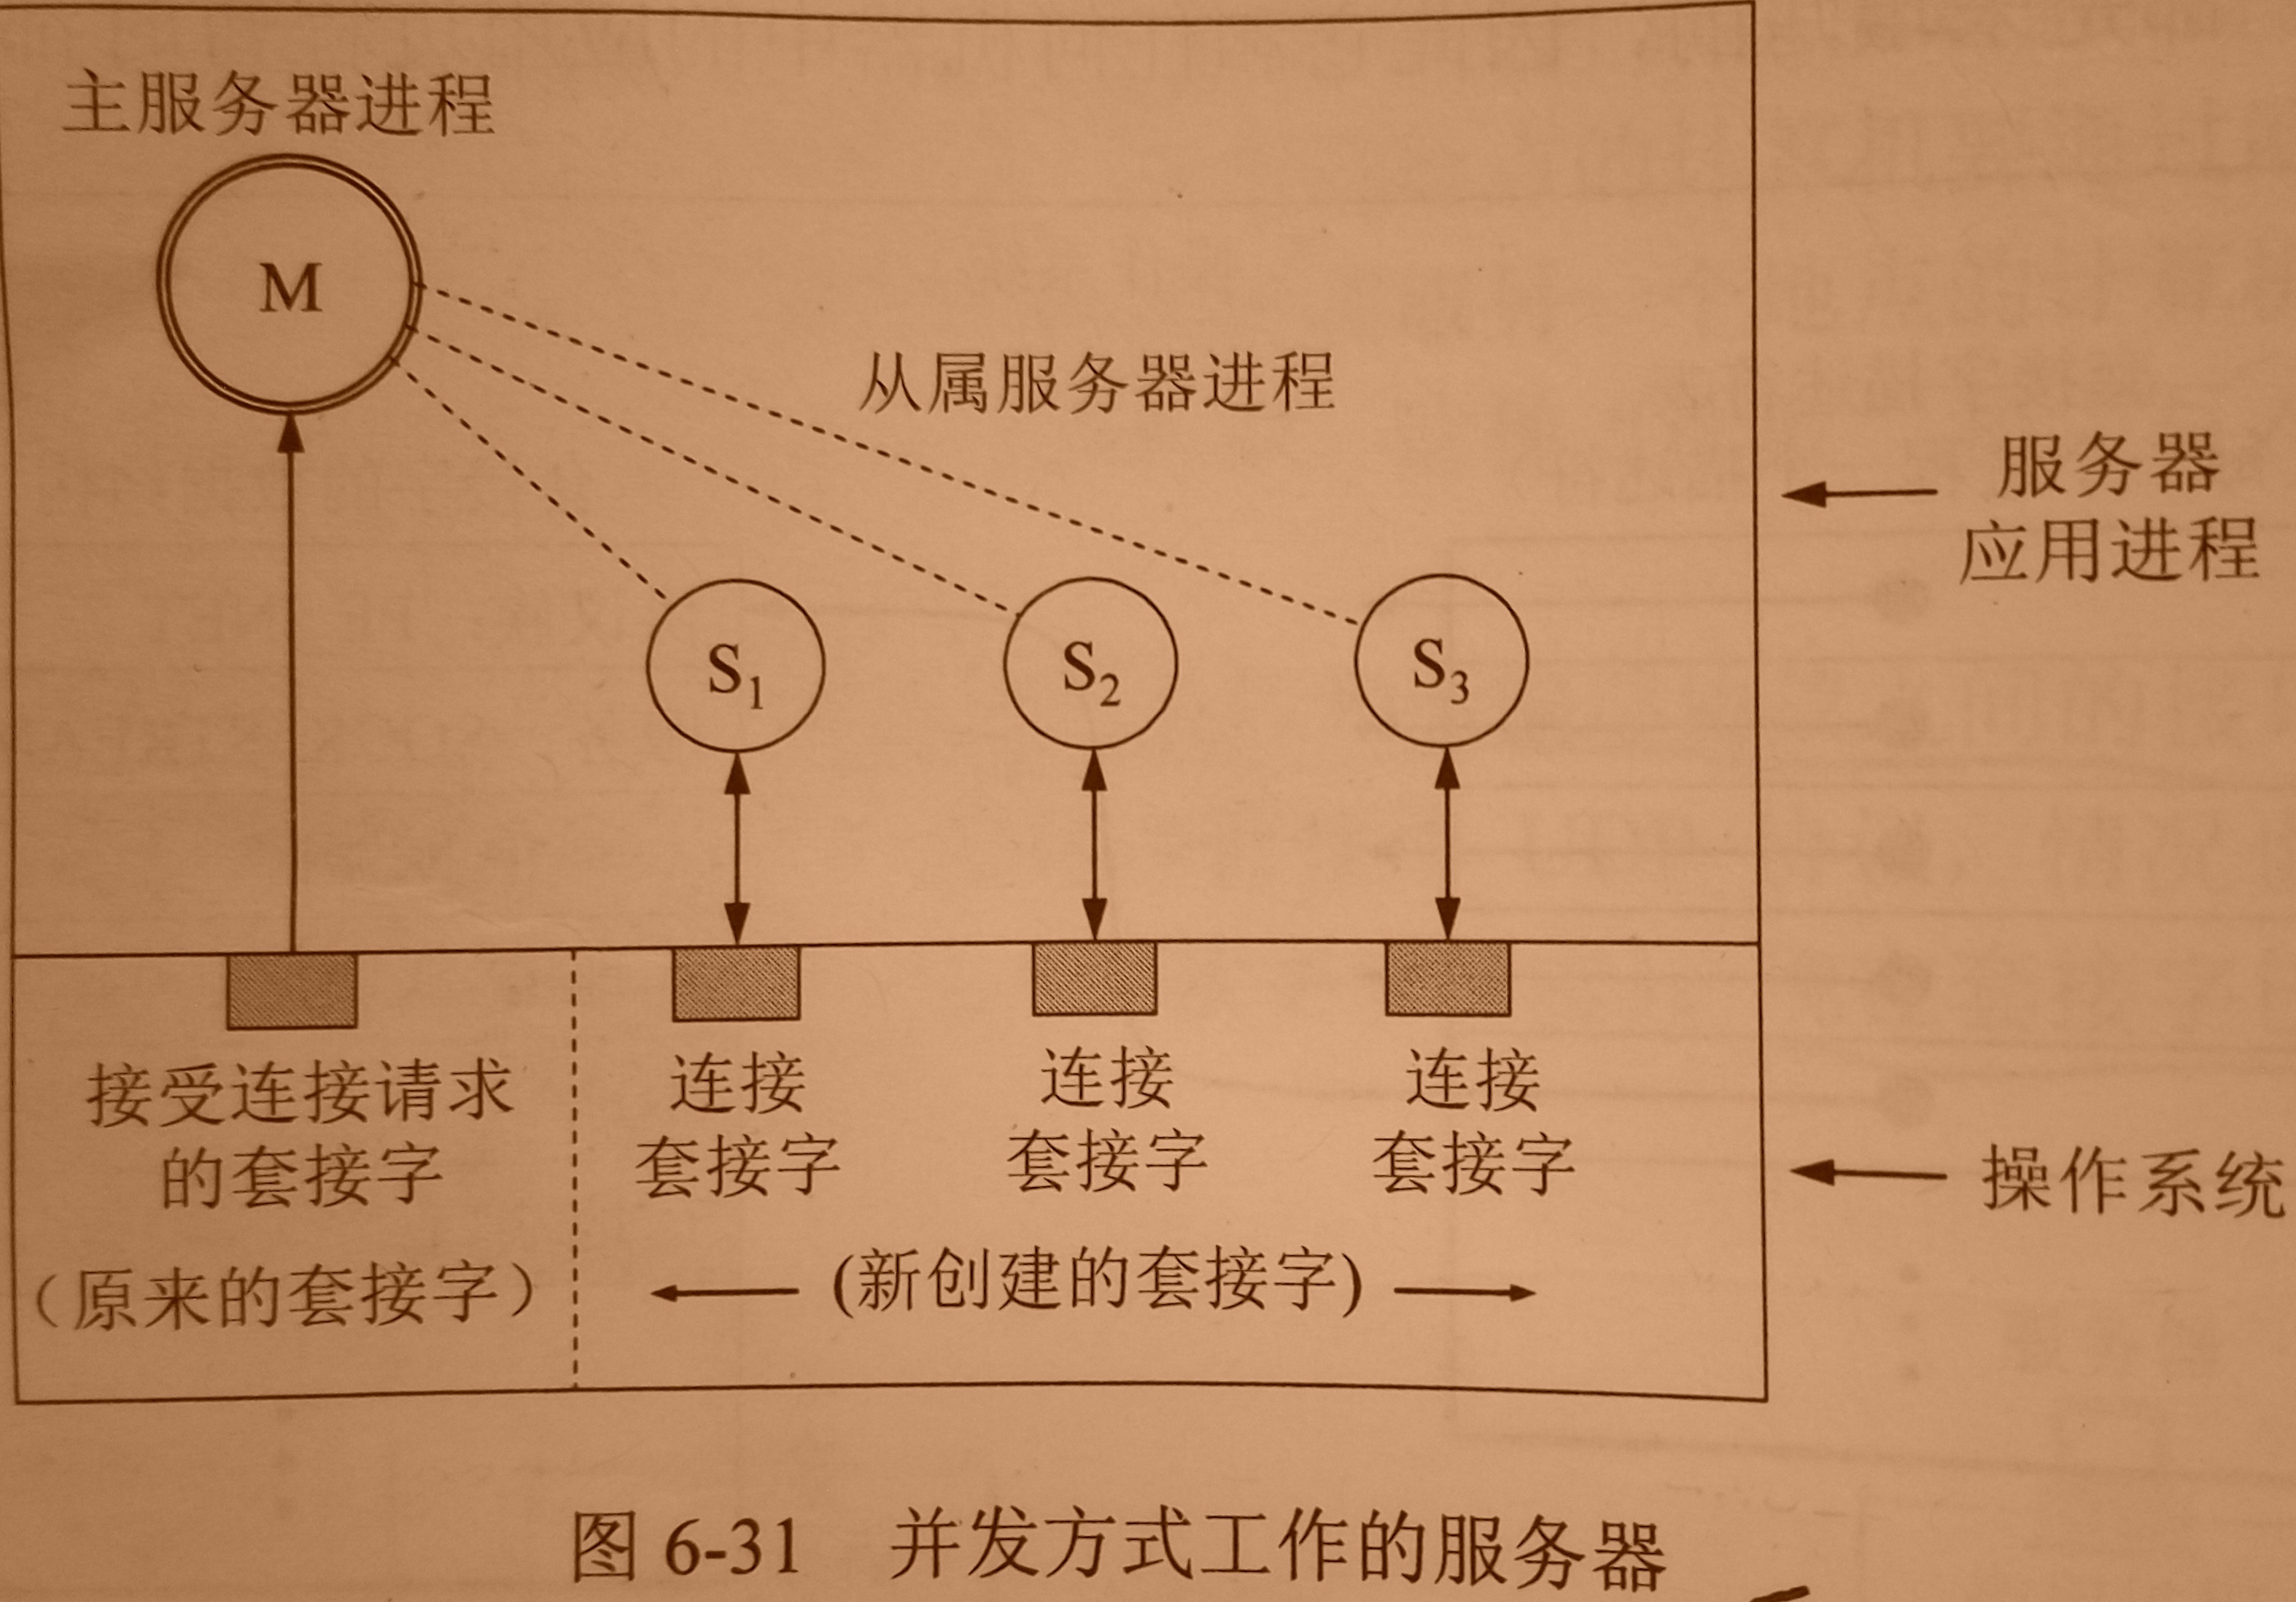 主服务器进程
M
从属服务器进程
服务器
应用进程
S₁
S₂
S₃
接受连接请求
的套接字
连接
套接字
连接
套接字
连接
套接字
操作系统
（原来的套接字）
(新创建的套接字)
图 6-31 并发方式工作的服务器